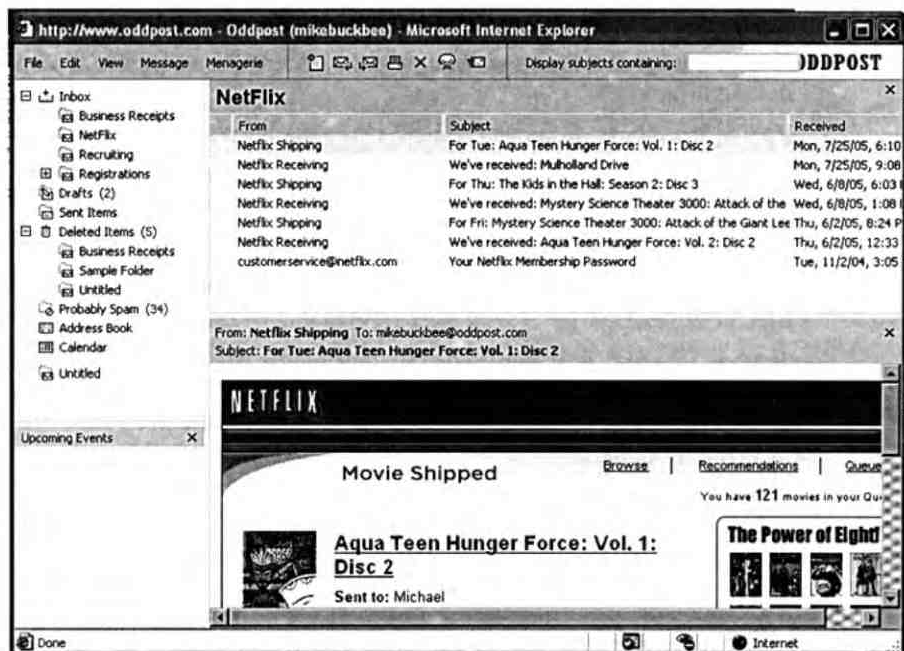 http://www.oddpost.com - Oddpost (mikebuckbee) - Microsoft Internet Explorer
File Edit View Message Menagerie Display subjects containing: ODDPOST
Inbox
Business Receipts
NetFlix
Recruiting
Registrations
Drafts (2)
Sent Items
Deleted Items (5)
Business Receipts
Sample Folder
Untitled
Probably Spam (34)
Address Book
Calendar
Untitled
Upcoming Events
NetFlix
From Subject Received
Netflix Shipping For Tue: Aqua Teen Hunger Force: Vol. 1: Disc 2 Mon, 7/25/05, 6:10
Netflix Receiving We've received: Mulholland Drive Mon, 7/25/05, 9:08
Netflix Shipping For Thu: The Kids in the Hall: Season 2: Disc 3 Wed, 6/8/05, 6:03
Netflix Receiving We've received: Mystery Science Theater 3000: Attack of the Wed, 6/8/05, 1:08
Netflix Shipping For Fri: Mystery Science Theater 3000: Attack of the Giant Lee Thu, 6/2/05, 8:24 P
Netflix Receiving We've received: Aqua Teen Hunger Force: Vol. 2: Disc 2 Thu, 6/2/05, 12:33
customerservice@netflix.com Your Netflix Membership Password Tue, 11/2/04, 3:05
From: Netflix Shipping To: mikebuckbee@oddpost.com
Subject: For Tue: Aqua Teen Hunger Force: Vol. 1: Disc 2
NETFLIX
Movie Shipped
Browse | Recommendations | Queue
You have 121 movies in your Qu
Aqua Teen Hunger Force: Vol. 1:
Disc 2
Sent to: Michael
The Power of Eight!
Done Internet